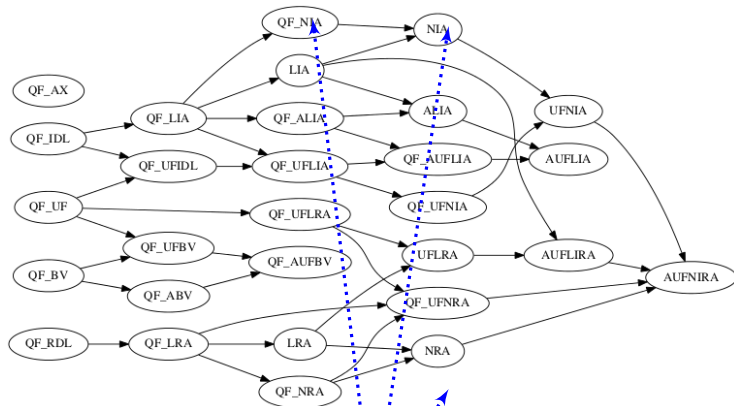 QF_NIA
NIA
LIA
QF_AX
ALIA
UFNIA
QF_LIA
QF_ALIA
QF_IDL
QF_AUFLIA
AUFLIA
QF_UFIDL
QF_UFLIA
QF_UF
QF_UFNIA
QF_UFLRA
QF_UFBV
UFLRA
AUFLIRA
QF_AUFBV
QF_BV
AUFNIRA
QF_ABV
QF_UFNRA
QF_RDL
QF_LRA
LRA
NRA
QF_NRA